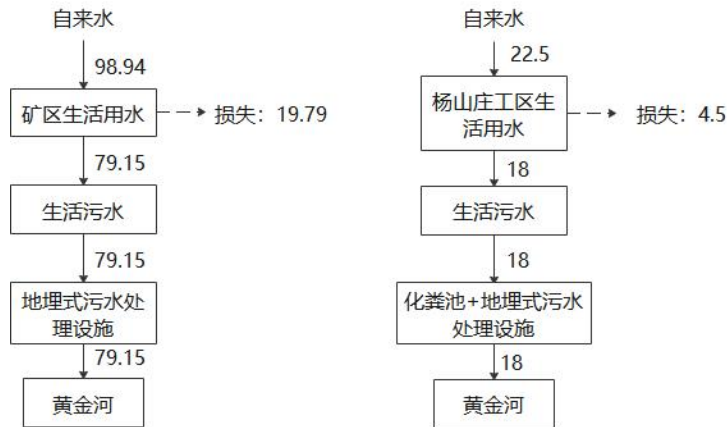 自来水
98.94
矿区生活用水
损失：19.79
79.15
生活污水
79.15
地埋式污水处
理设施
79.15
黄金河
自来水
22.5
杨山庄工区生
活用水
损失：4.5
18
生活污水
18
化粪池+地埋式污水
处理设施
18
黄金河